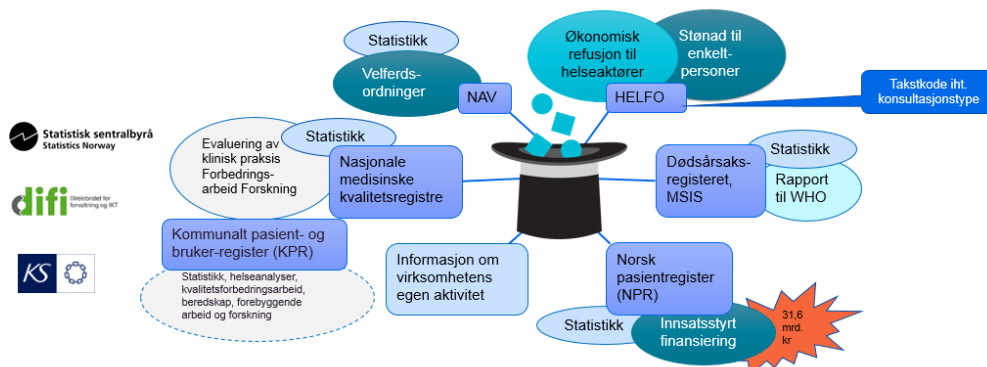 Statistikk
Velferds-
ordninger
NAV
Økonomisk
refusjon til
helseaktører
Stønad til
enkelt-
personer
HELFO
Takstkode iht.
konsultasjonstype
Statistisk sentralbyrå
Statistics Norway
Evaluering av
klinisk praksis
Forbedrings-
arbeid Forskning
Statistikk
Nasjonale
medisinske
kvalitetsregistre
Dødsårsaks-
registeret,
MSIS
Statistikk
Rapport
til WHO
difi
Direktoratet for
forvaltning og IKT
Kommunalt pasient- og
bruker-register (KPR)
Statistikk, helseanalyser,
kvalitetsforbedringsarbeid,
beredskap, forebyggende
arbeid og forskning
KS
Informasjon om
virksomhetens
egen aktivitet
Norsk
pasientregister
(NPR)
Statistikk
Innsatsstyrt
finansiering
31,6
mrd.
kr